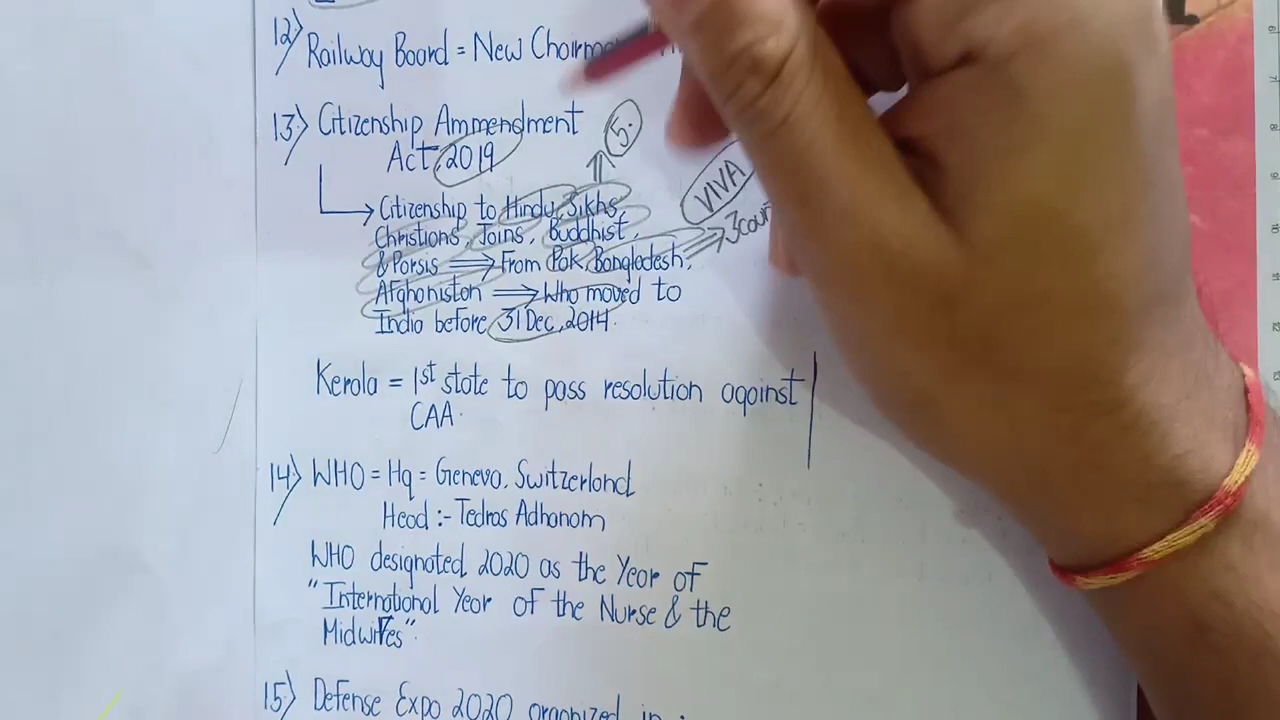 12) Railway Board = New Chairma
13) Citizenship Ammendment
Act 2019
5.
VIVA
Citizenship to Hindu, Sikhs,
Christians, Jains, Buddhist,
3 coun
& Parsis ⟹ From Pak, Bangladesh,
Afghanistan ⟹ Who moved to
India before 31 Dec, 2014.
Kerala = 1st state to pass resolution against
CAA.
14) WHO = Hq = Geneva, Switzerland
Head :- Tedros Adhanom
WHO designated 2020 as the Year of
"International Year of the Nurse & the
Midwifes".
15) Defense Expo 2020 organized in :